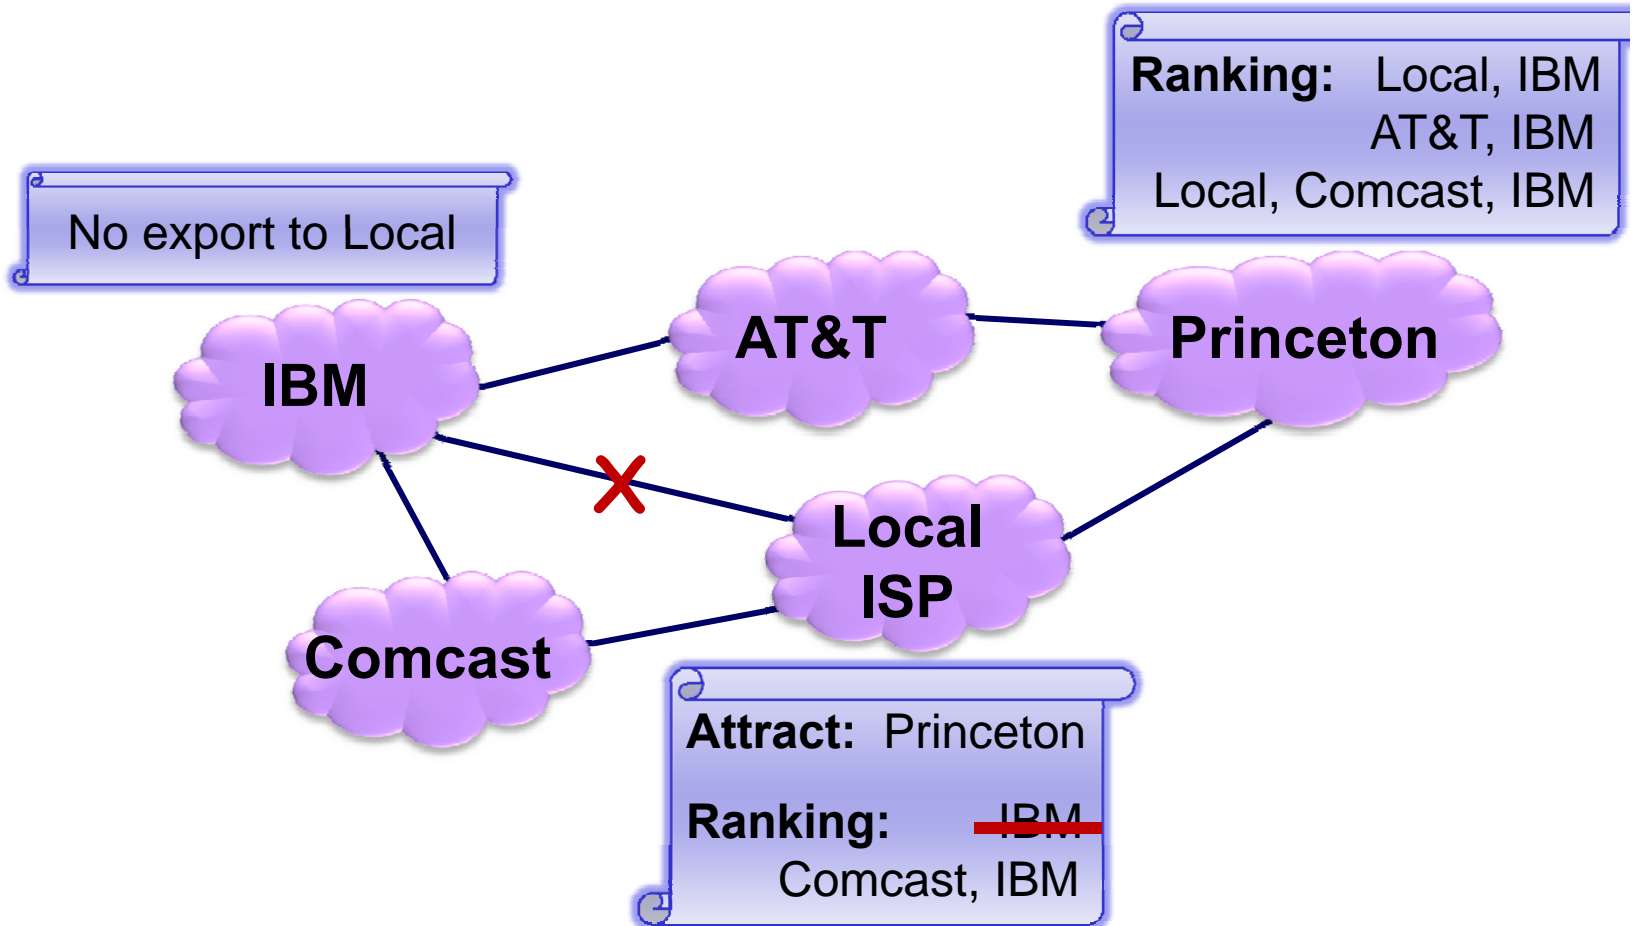 Ranking: Local, IBM
AT&T, IBM
Local, Comcast, IBM
No export to Local
AT&T
Princeton
IBM
Local
ISP
Comcast
Attract: Princeton
Ranking: IBM
Comcast, IBM